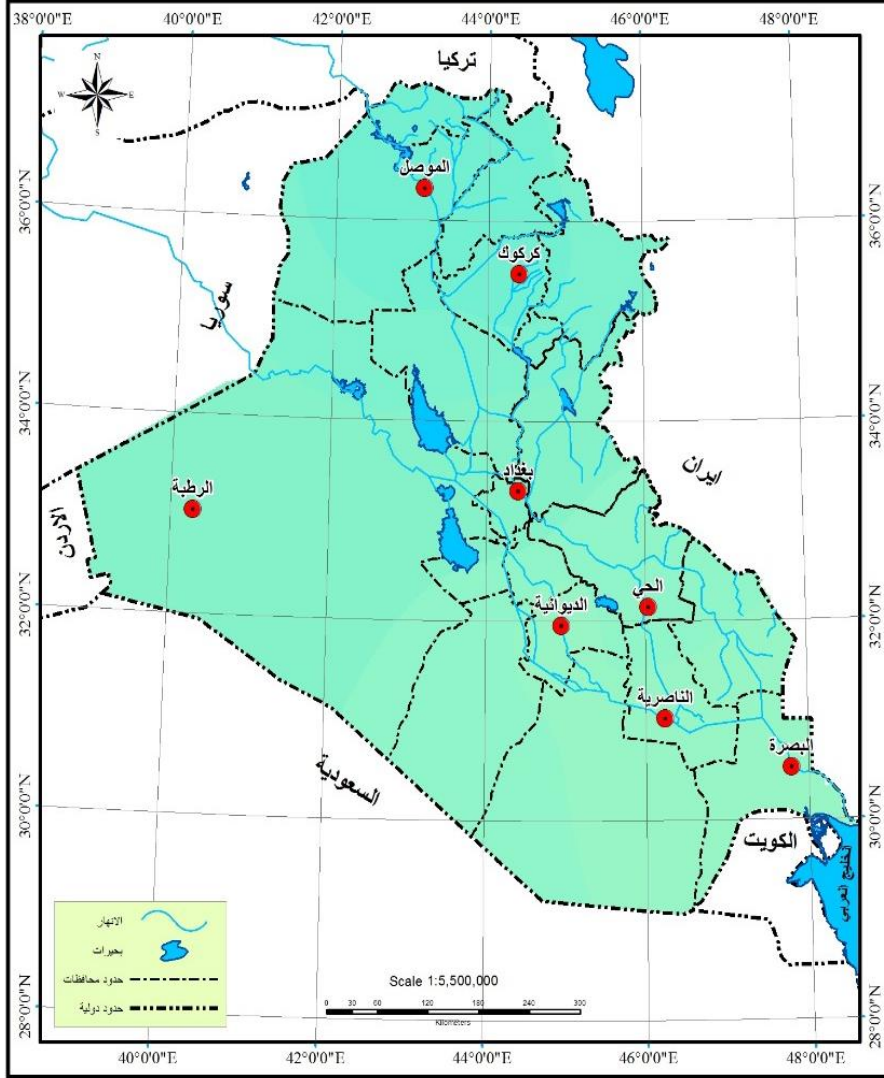 38°0'0"E 40°0'0"E 42°0'0"E 44°0'0"E 46°0'0"E 48°0'0"E
تركيا
N
W E
S
الموصل
36°0'0"N 36°0'0"N
كركوك
سوريا
34°0'0"N 34°0'0"N
ايران
بغداد
الرطبة
الاردن
الحي
الديوانية
32°0'0"N 32°0'0"N
الناصرية
البصرة
السعودية
30°0'0"N 30°0'0"N
الكويت
الخليج العربي
الانهار
بحيرات
حدود محافظات
حدود دولية
Scale 1:5,500,000
0 30 60 120 180 240 300
Kilometers
28°0'0"N 28°0'0"N
40°0'0"E 42°0'0"E 44°0'0"E 46°0'0"E 48°0'0"E